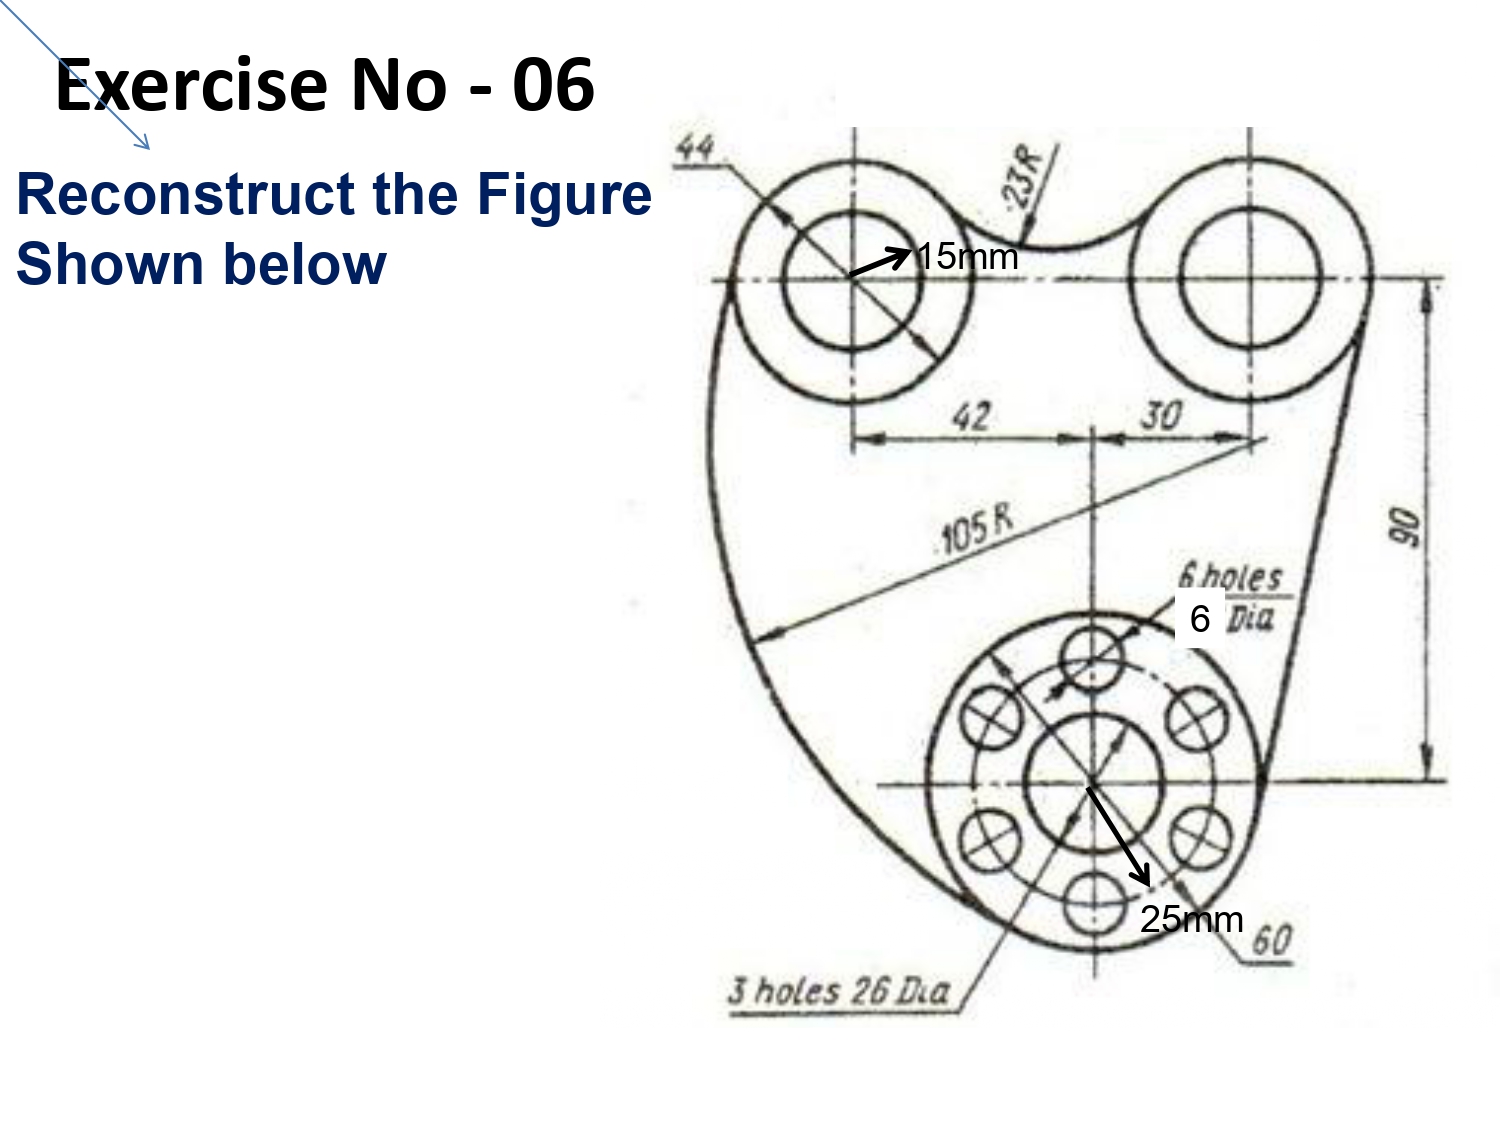 Exercise No - 06
Reconstruct the Figure
Shown below
44
23R
15mm
42
30
105R
90
6 holes
6 Dia
25mm
60
3 holes 26 Dia